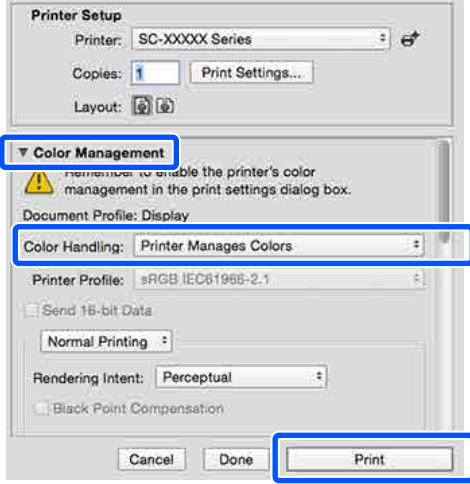 Printer Setup
Printer: SC-XXXXX Series
Copies: 1 Print Settings...
Layout:
▼ Color Management
Remember to enable the printer's color
management in the print settings dialog box.
Document Profile: Display
Color Handling: Printer Manages Colors
Printer Profile: sRGB IEC61966-2.1
Send 16-bit Data
Normal Printing
Rendering Intent: Perceptual
Black Point Compensation
Cancel Done Print